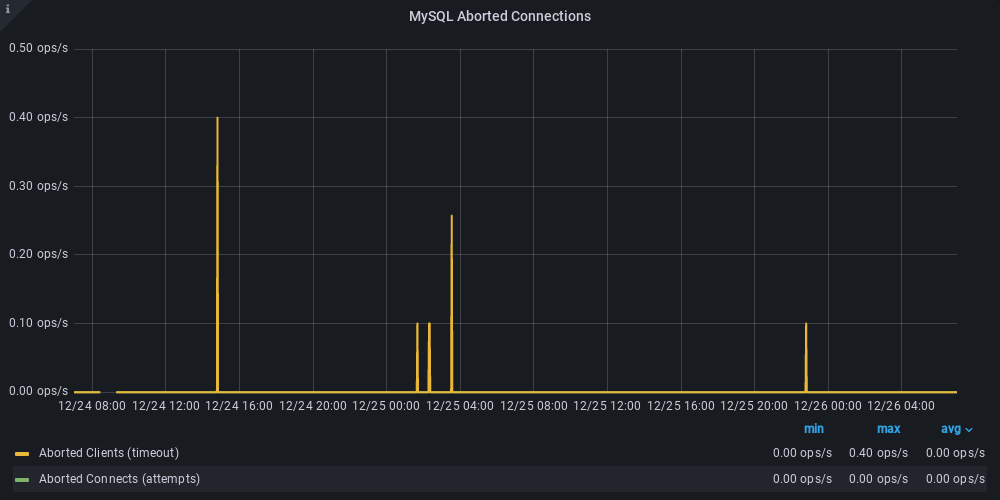 i
MySQL Aborted Connections
0.50 ops/s
0.40 ops/s
0.30 ops/s
0.20 ops/s
0.10 ops/s
0.00 ops/s
12/24 08:00 12/24 12:00 12/24 16:00 12/24 20:00 12/25 00:00 12/25 04:00 12/25 08:00 12/25 12:00 12/25 16:00 12/25 20:00 12/26 00:00 12/26 04:00
min max avg
Aborted Clients (timeout) 0.00 ops/s 0.40 ops/s 0.00 ops/s
Aborted Connects (attempts) 0.00 ops/s 0.00 ops/s 0.00 ops/s